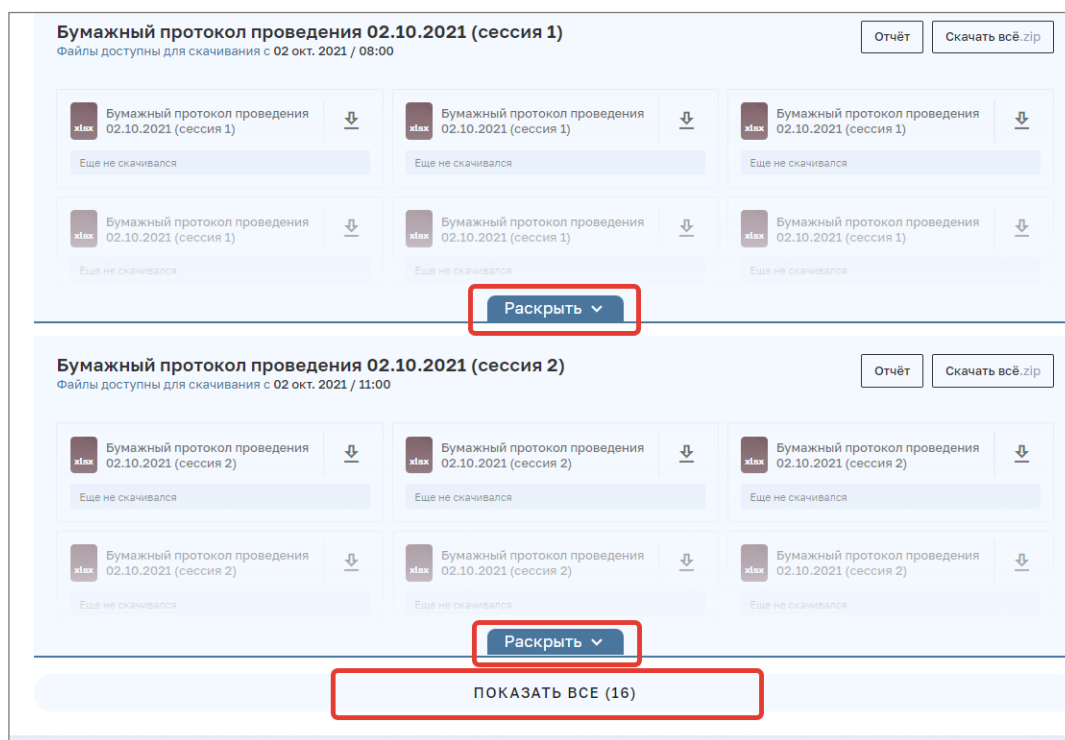 Бумажный протокол проведения 02.10.2021 (сессия 1)
Файлы доступны для скачивания с 02 окт. 2021 / 08:00
Отчёт
Скачать всё.zip
xlsx
Бумажный протокол проведения
02.10.2021 (сессия 1)
Еще не скачивался
xlsx
Бумажный протокол проведения
02.10.2021 (сессия 1)
Еще не скачивался
xlsx
Бумажный протокол проведения
02.10.2021 (сессия 1)
Еще не скачивался
xlsx
Бумажный протокол проведения
02.10.2021 (сессия 1)
Еще не скачивался
xlsx
Бумажный протокол проведения
02.10.2021 (сессия 1)
Еще не скачивался
xlsx
Бумажный протокол проведения
02.10.2021 (сессия 1)
Еще не скачивался
Раскрыть
Бумажный протокол проведения 02.10.2021 (сессия 2)
Файлы доступны для скачивания с 02 окт. 2021 / 11:00
Отчёт
Скачать всё.zip
xlsx
Бумажный протокол проведения
02.10.2021 (сессия 2)
Еще не скачивался
xlsx
Бумажный протокол проведения
02.10.2021 (сессия 2)
Еще не скачивался
xlsx
Бумажный протокол проведения
02.10.2021 (сессия 2)
Еще не скачивался
xlsx
Бумажный протокол проведения
02.10.2021 (сессия 2)
Еще не скачивался
xlsx
Бумажный протокол проведения
02.10.2021 (сессия 2)
Еще не скачивался
xlsx
Бумажный протокол проведения
02.10.2021 (сессия 2)
Еще не скачивался
Раскрыть
ПОКАЗАТЬ ВСЕ (16)